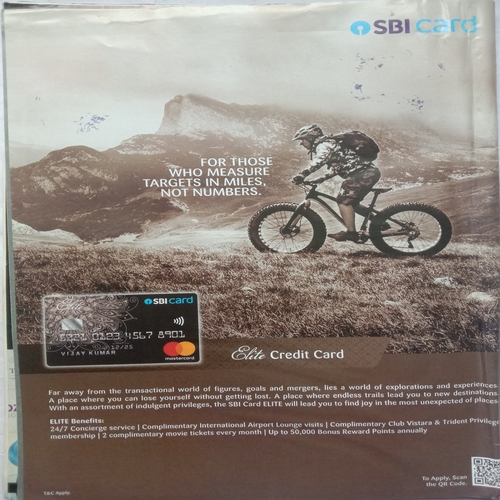 SBI card
FOR THOSE
WHO MEASURE
TARGETS IN MILES,
NOT NUMBERS.
SBI card
0123 4567 8901
12/25
VIJAY KUMAR
mastercard
Elite Credit Card
Far away from the transactional world of figures, goals and mergers, lies a world of explorations and experiences.
A place where you can lose yourself without getting lost. A place where endless trails lead you to new destinations.
With an assortment of indulgent privileges, the SBI Card ELITE will lead you to find joy in the most unexpected of places.
ELITE Benefits:
24/7 Concierge service | Complimentary International Airport Lounge visits | Complimentary Club Vistara & Trident Privilege
membership | 2 complimentary movie tickets every month | Up to 50,000 Bonus Reward Points annually
T&C Apply.
To Apply, Scan
the QR Code.